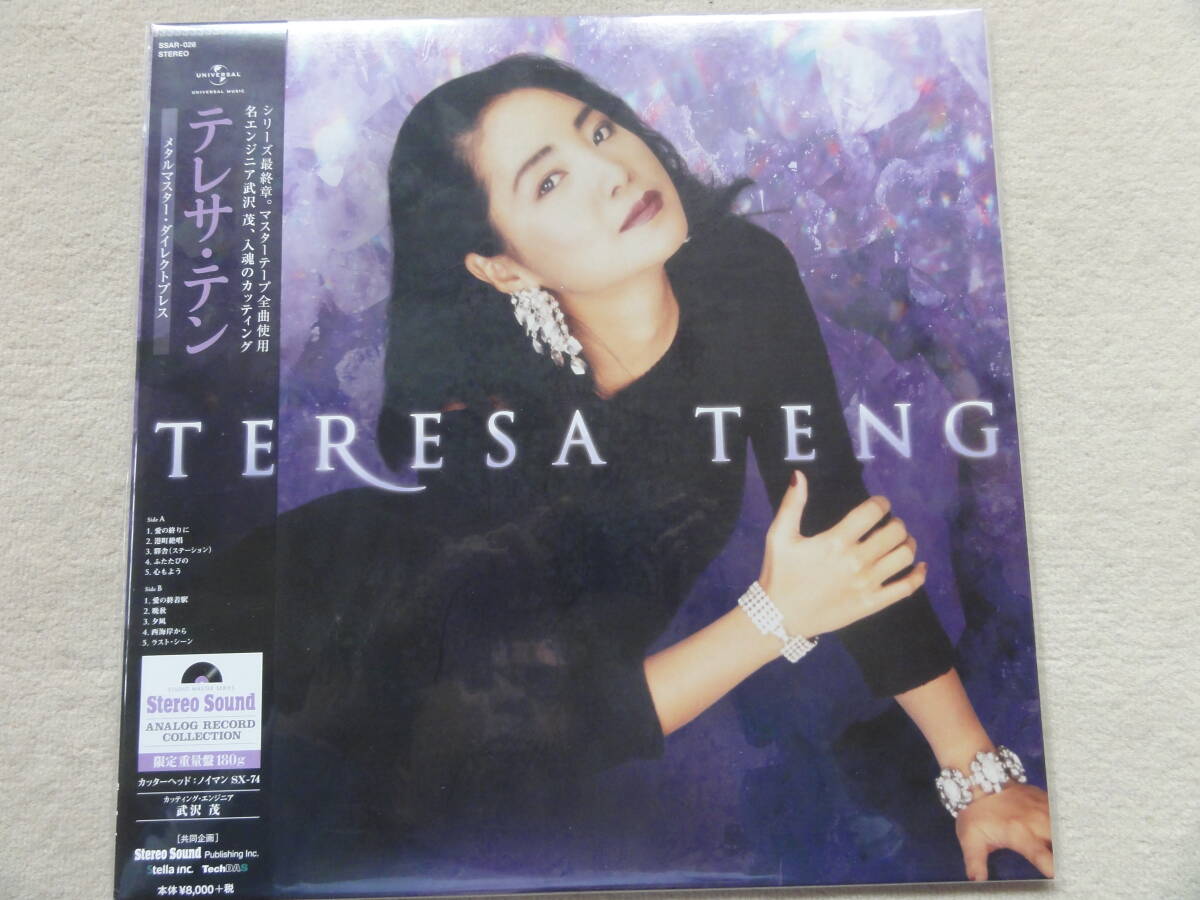 SSAR-028
STEREO
UNIVERSAL
UNIVERSAL MUSIC
シリーズ最終章。マスターテープ全曲使用
名エンジニア武沢 茂、入魂のカッティング
テレサ・テン
メタルマスター・ダイレクトプレス
TERESA TENG
Side A
1. 愛の終りに
2. 港町絶唱
3. 驛舎(ステーション)
4. ふたたびの
5. 心もよう
Side B
1. 愛の終着駅
2. 晩秋
3. 夕凪
4. 西海岸から
5. ラスト・シーン
STUDIO MASTER SERIES
Stereo Sound
ANALOG RECORD
COLLECTION
限定重量盤180g
カッターヘッド:ノイマン SX-74
カッティング・エンジニア
武沢 茂
[共同企画]
Stereo Sound Publishing Inc.
Stella inc. TechDAS
本体¥8,000+税